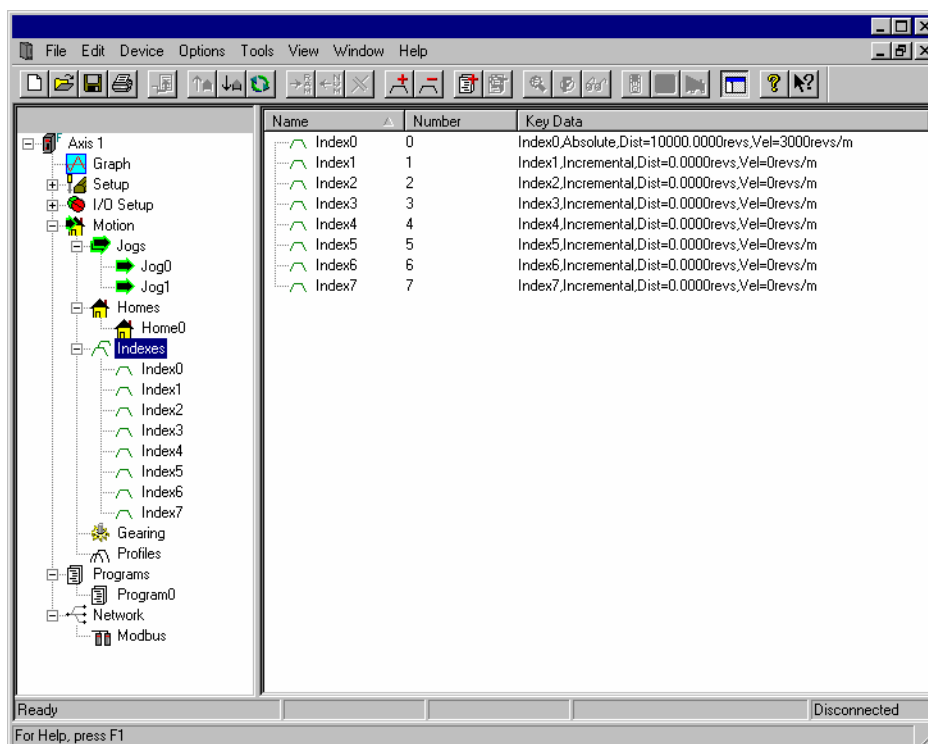 File Edit Device Options Tools View Window Help
Name Number Key Data
Axis 1
Graph
Setup
I/O Setup
Motion
Jogs
Jog0
Jog1
Homes
Home0
Indexes
Index0
Index1
Index2
Index3
Index4
Index5
Index6
Index7
Gearing
Profiles
Programs
Program0
Network
Modbus
Index0 0 Index0,Absolute,Dist=10000.0000revs,Vel=3000revs/m
Index1 1 Index1,Incremental,Dist=0.0000revs,Vel=0revs/m
Index2 2 Index2,Incremental,Dist=0.0000revs,Vel=0revs/m
Index3 3 Index3,Incremental,Dist=0.0000revs,Vel=0revs/m
Index4 4 Index4,Incremental,Dist=0.0000revs,Vel=0revs/m
Index5 5 Index5,Incremental,Dist=0.0000revs,Vel=0revs/m
Index6 6 Index6,Incremental,Dist=0.0000revs,Vel=0revs/m
Index7 7 Index7,Incremental,Dist=0.0000revs,Vel=0revs/m
Ready Disconnected
For Help, press F1